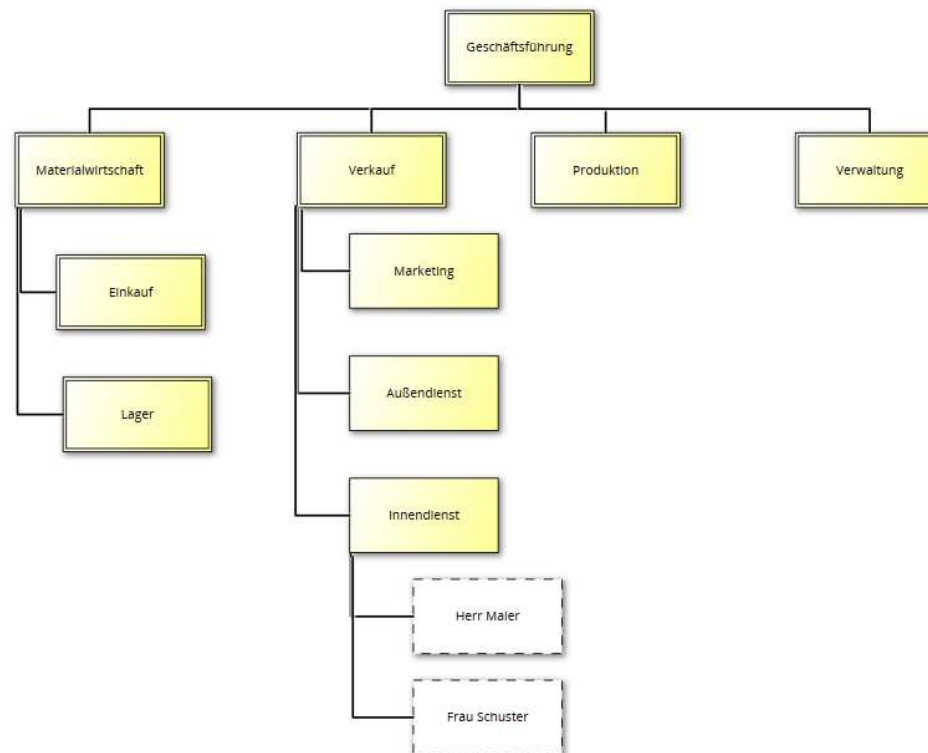 Geschäftsführung
Materialwirtschaft
Verkauf
Produktion
Verwaltung
Marketing
Einkauf
Außendienst
Lager
Innendienst
Herr Maier
Frau Schuster